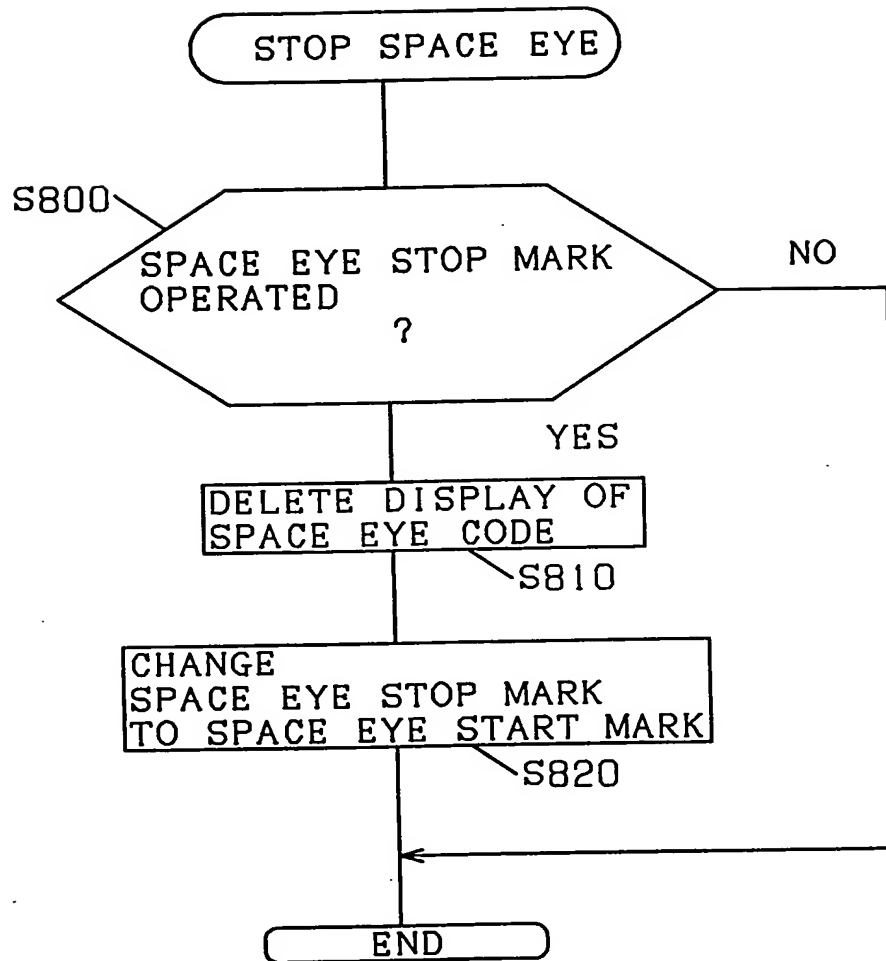 STOP SPACE EYE
S800
SPACE EYE STOP MARK
OPERATED
?
NO
YES
DELETE DISPLAY OF
SPACE EYE CODE
S810
CHANGE
SPACE EYE STOP MARK
TO SPACE EYE START MARK
S820
END